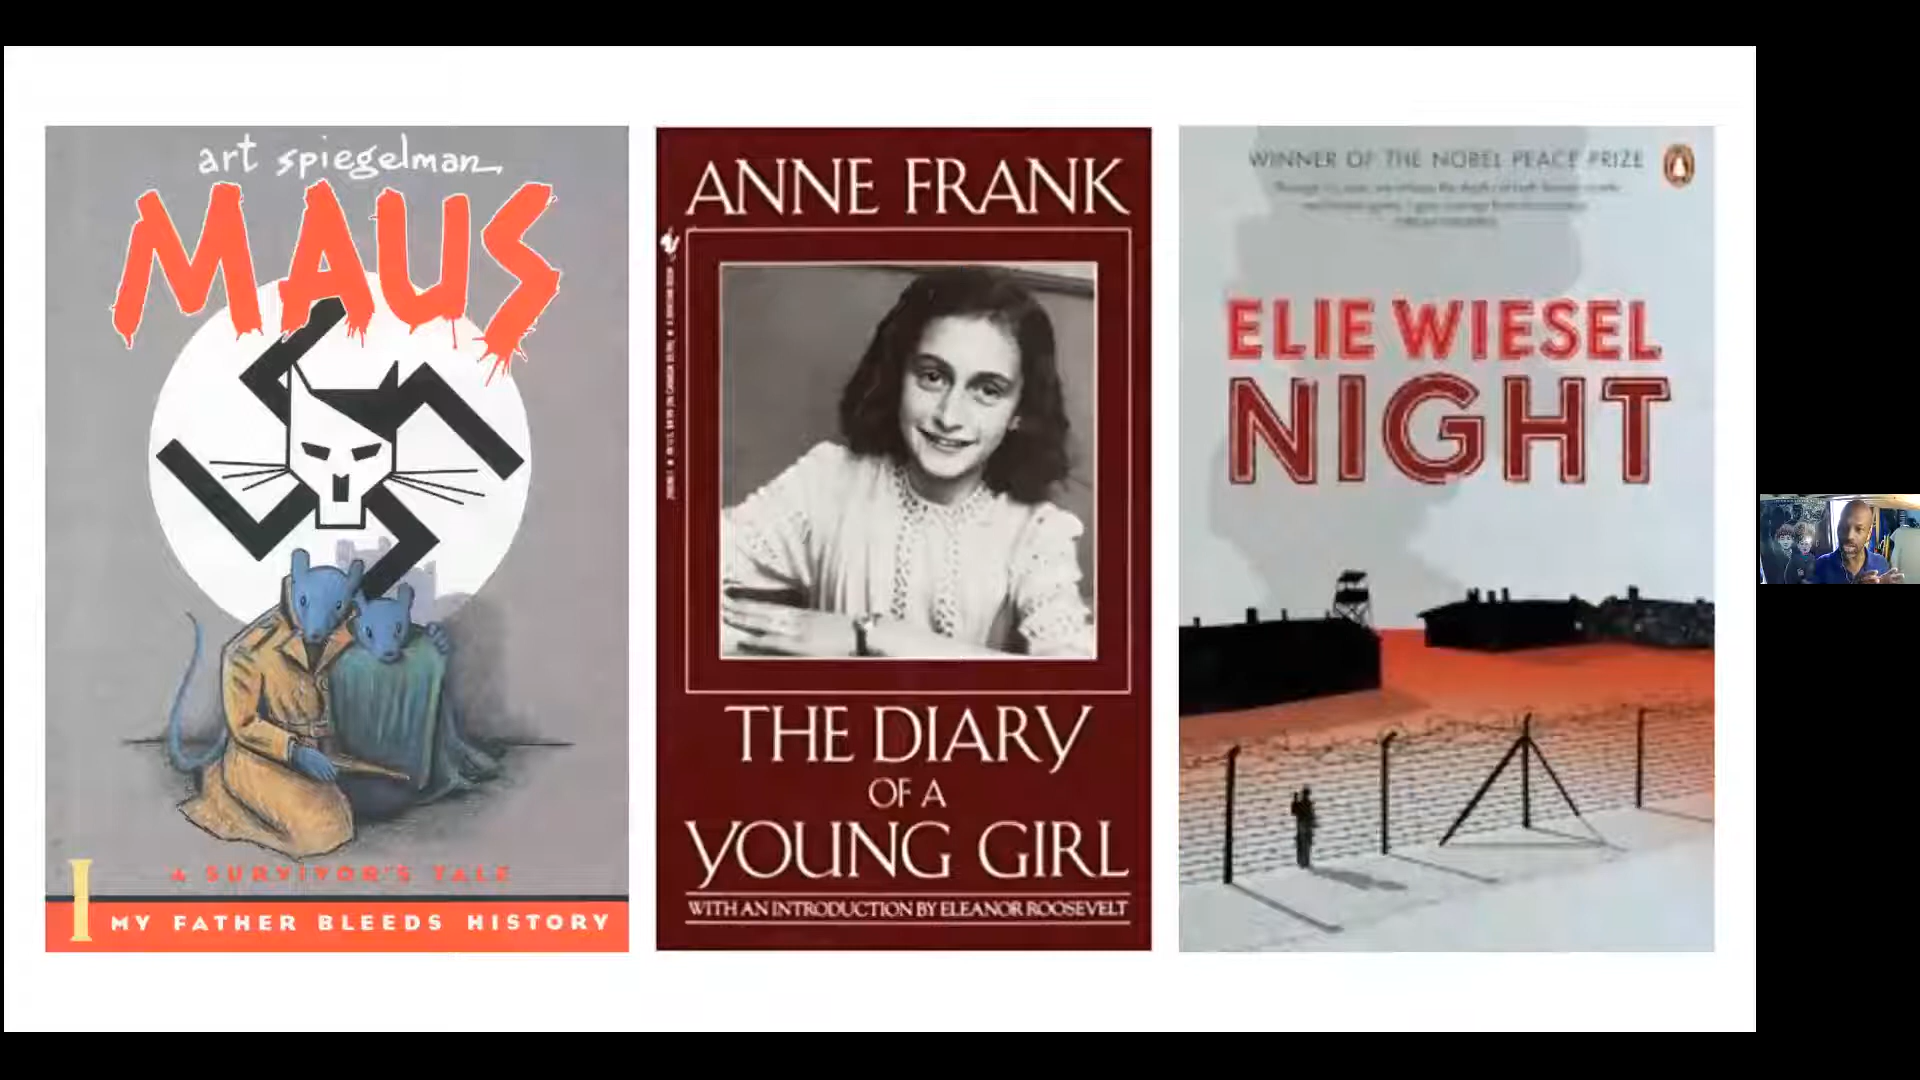 art spiegelman
MAUS
A SURVIVOR'S TALE
I
MY FATHER BLEEDS HISTORY
ANNE FRANK
THE DIARY
OF A
YOUNG GIRL
WITH AN INTRODUCTION BY ELEANOR ROOSEVELT
WINNER OF THE NOBEL PEACE PRIZE
ELIE WIESEL
NIGHT